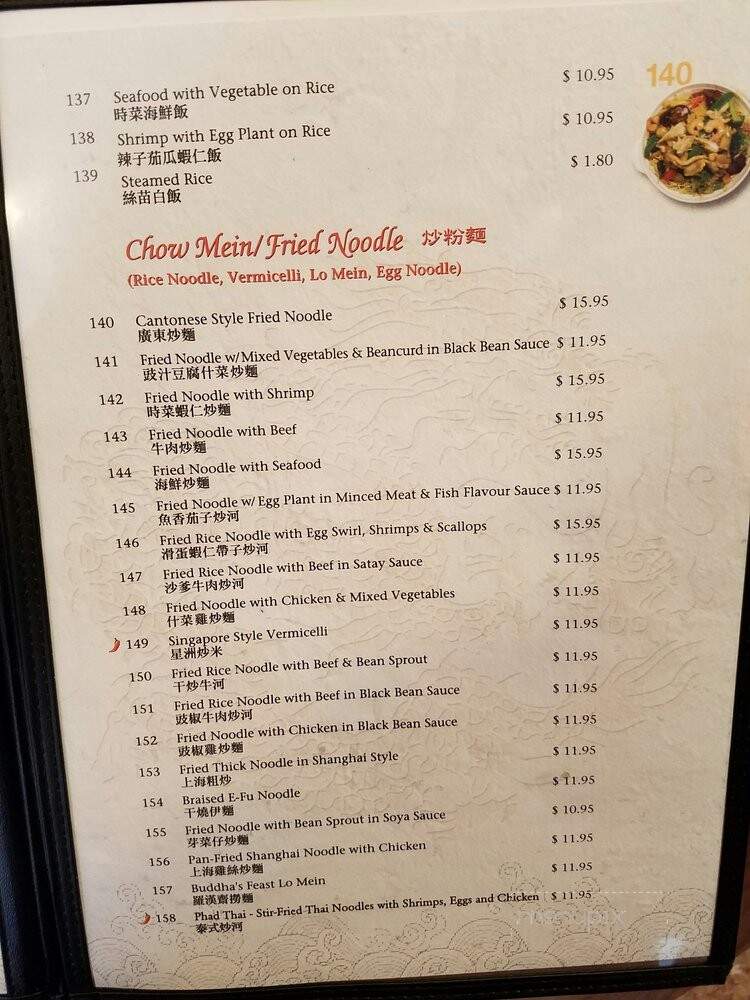 140
137 Seafood with Vegetable on Rice $ 10.95
時菜海鮮飯
138 Shrimp with Egg Plant on Rice $ 10.95
辣子茄瓜蝦仁飯
139 Steamed Rice $ 1.80
絲苗白飯
Chow Mein/Fried Noodle 炒粉麵
(Rice Noodle, Vermicelli, Lo Mein, Egg Noodle)
140 Cantonese Style Fried Noodle $ 15.95
廣東炒麵
141 Fried Noodle w/Mixed Vegetables & Beancurd in Black Bean Sauce $ 11.95
豉汁豆腐什菜炒麵
142 Fried Noodle with Shrimp $ 15.95
時菜蝦仁炒麵
143 Fried Noodle with Beef $ 11.95
牛肉炒麵
144 Fried Noodle with Seafood $ 15.95
海鮮炒麵
145 Fried Noodle w/Egg Plant in Minced Meat & Fish Flavour Sauce $ 11.95
魚香茄子炒河
146 Fried Rice Noodle with Egg Swirl, Shrimps & Scallops $ 15.95
滑蛋蝦仁帶子炒河
147 Fried Rice Noodle with Beef in Satay Sauce $ 11.95
沙爹牛肉炒河
148 Fried Noodle with Chicken & Mixed Vegetables $ 11.95
什菜雞炒麵
149 Singapore Style Vermicelli $ 11.95
星洲炒米
150 Fried Rice Noodle with Beef & Bean Sprout $ 11.95
干炒牛河
151 Fried Rice Noodle with Beef in Black Bean Sauce $ 11.95
豉椒牛肉炒河
152 Fried Noodle with Chicken in Black Bean Sauce $ 11.95
豉椒雞炒麵
153 Fried Thick Noodle in Shanghai Style $ 11.95
上海粗炒
154 Braised E-Fu Noodle $ 11.95
干燒伊麵
155 Fried Noodle with Bean Sprout in Soya Sauce $ 10.95
芽菜仔炒麵
156 Pan-Fried Shanghai Noodle with Chicken $ 11.95
上海雞絲炒麵
157 Buddha's Feast Lo Mein $ 11.95
羅漢齋撈麵
158 Phad Thai - Stir-Fried Thai Noodles with Shrimps, Eggs and Chicken $ 11.95
泰式炒河